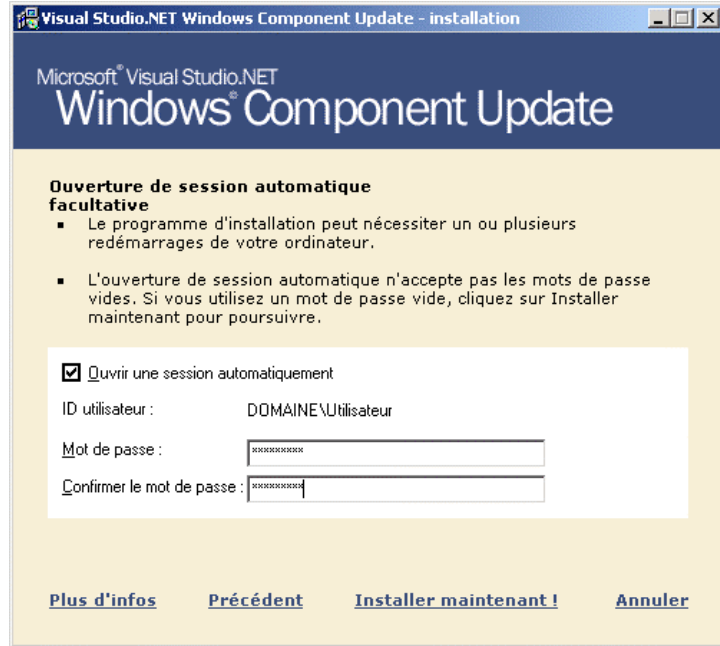 Visual Studio.NET Windows Component Update - installation
Microsoft® Visual Studio.NET
Windows® Component Update
Ouverture de session automatique
facultative
▪ Le programme d'installation peut nécessiter un ou plusieurs
redémarrages de votre ordinateur.
▪ L'ouverture de session automatique n'accepte pas les mots de passe
vides. Si vous utilisez un mot de passe vide, cliquez sur Installer
maintenant pour poursuivre.
Ouvrir une session automatiquement
ID utilisateur : DOMAINE\Utilisateur
Mot de passe : *********
Confirmer le mot de passe : *********
Plus d'infos Précédent Installer maintenant ! Annuler